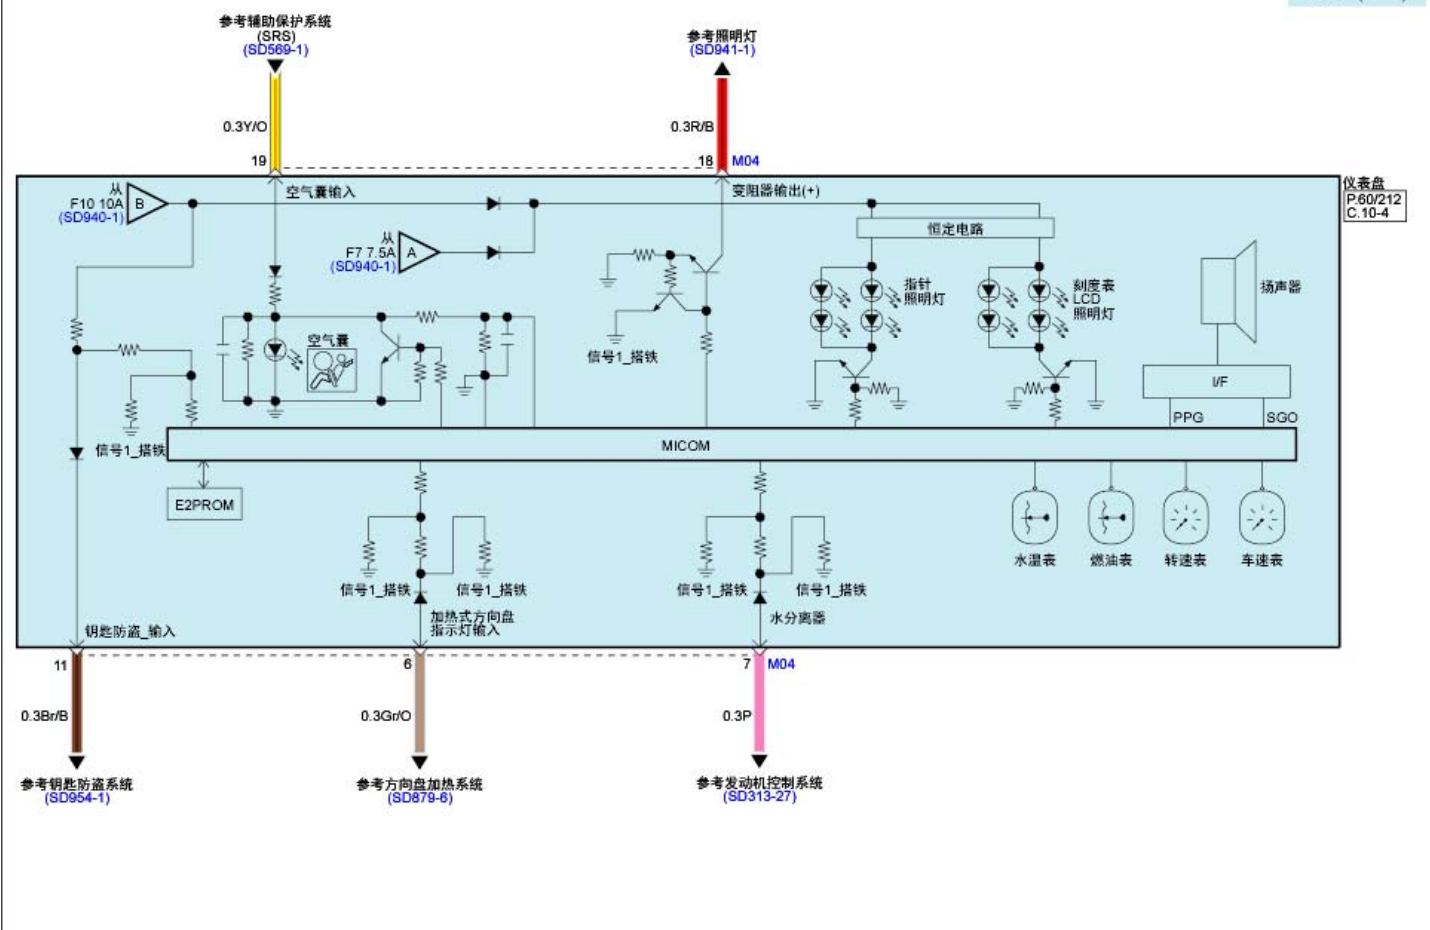 参考辅助保护系统
(SRS)
(SD569-1)
参考照明灯
(SD941-1)
0.3Y/O
0.3R/B
19
18
M04
仪表盘
P.60/212
C.10-4
从
F10 10A
(SD940-1)
B
空气囊输入
变阻器输出(+)
从
F7 7.5A
(SD940-1)
A
恒定电路
指针
照明灯
刻度表
LCD
照明灯
扬声器
空气囊
信号1_搭铁
I/F
PPG
SGO
信号1_搭铁
MICOM
E2PROM
水温表
燃油表
转速表
车速表
信号1_搭铁
信号1_搭铁
信号1_搭铁
信号1_搭铁
加热式方向盘
指示灯输入
水分离器
钥匙防盗_输入
11
6
7
M04
0.3Br/B
0.3Gr/O
0.3P
参考钥匙防盗系统
(SD954-1)
参考方向盘加热系统
(SD879-6)
参考发动机控制系统
(SD313-27)